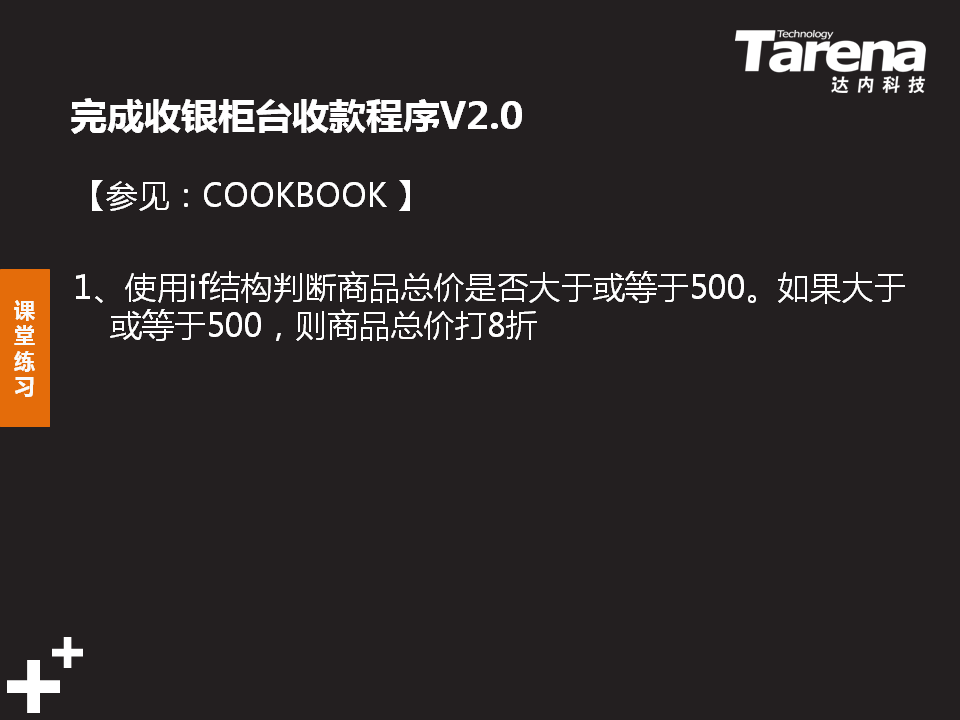 Technology
Tarena
达内科技
完成收银柜台收款程序V2.0
【参见：COOKBOOK 】
1、使用if结构判断商品总价是否大于或等于500。如果大于
或等于500，则商品总价打8折
课
堂
练
习